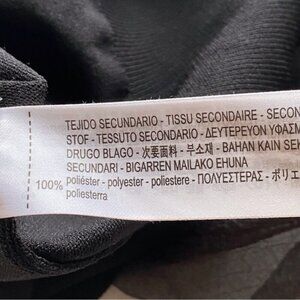 TEJIDO SECUNDARIO - TISSU SECONDAIRE - SECON
STOF - TESSUTO SECONDARIO - ΔΕΥΤΕΡΕΥΟΝ ΥΦΑΣΜ
DRUGO BLAGO - 次要面料 - 부소재 - BAHAN KAIN SEK
SECUNDARI - BIGARREN MAILAKO EHUNA
100% poliéster - polyester - poliestere - ΠΟΛΥΕΣΤΕΡΑΣ - ポリエ
poliesterra